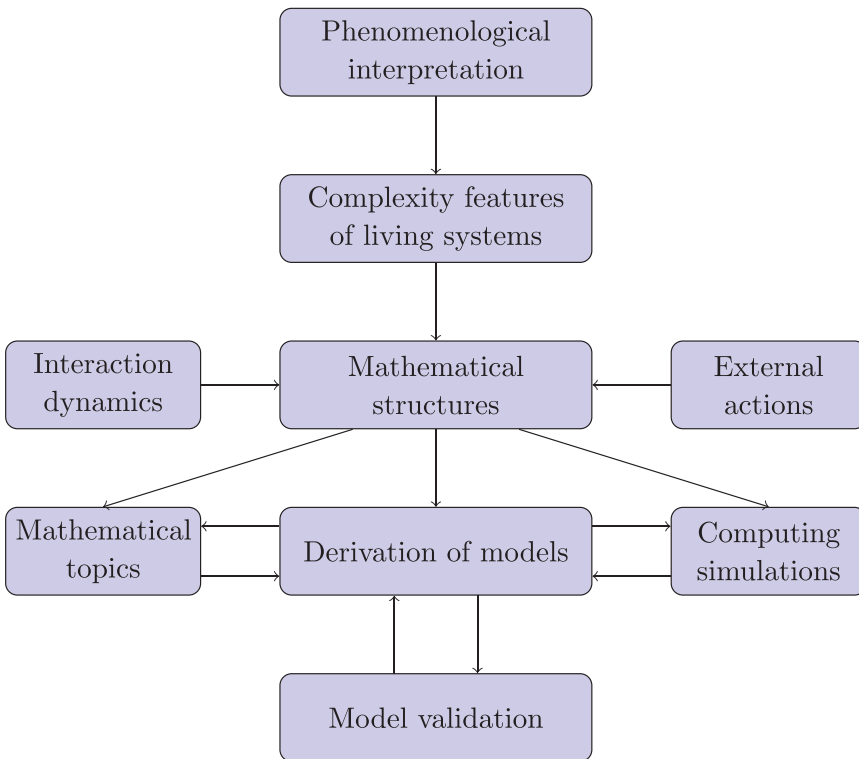 Phenomenological
interpretation
Complexity features
of living systems
Interaction
dynamics
Mathematical
structures
External
actions
Mathematical
topics
Derivation of models
Computing
simulations
Model validation